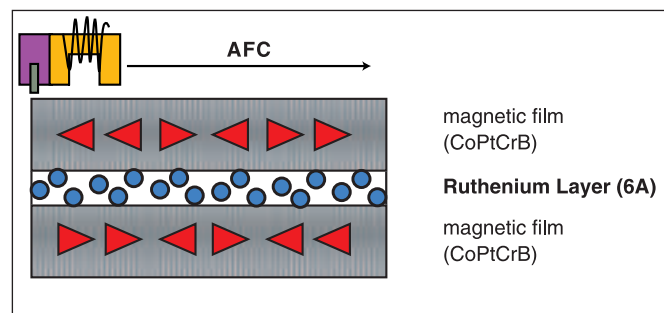 AFC
magnetic film
(CoPtCrB)
Ruthenium Layer (6A)
magnetic film
(CoPtCrB)